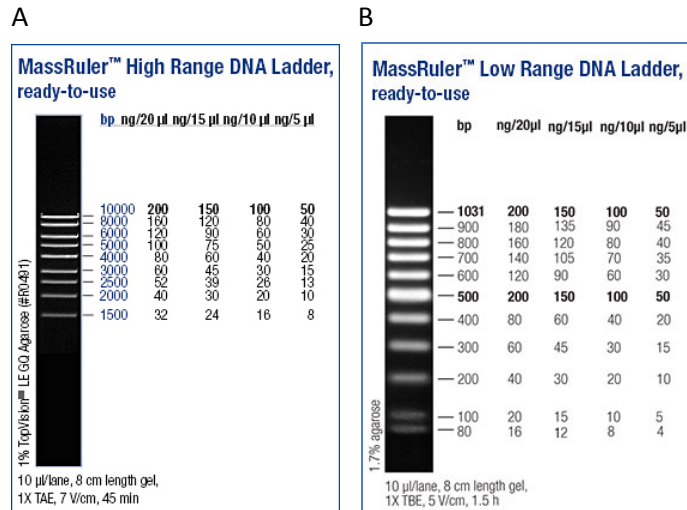 A
MassRuler™ High Range DNA Ladder,
ready-to-use
bp ng/20 µl ng/15 µl ng/10 µl ng/5 µl
10000 200 150 100 50
8000 160 120 80 40
6000 120 90 60 30
5000 100 75 50 25
4000 80 60 40 20
3000 60 45 30 15
2500 52 39 26 13
2000 40 30 20 10
1500 32 24 16 8
1% TopVision™ LE GQ Agarose (#R0491)
10 µl/lane, 8 cm length gel,
1X TAE, 7 V/cm, 45 min
B
MassRuler™ Low Range DNA Ladder,
ready-to-use
bp ng/20µl ng/15µl ng/10µl ng/5µl
1031 200 150 100 50
900 180 135 90 45
800 160 120 80 40
700 140 105 70 35
600 120 90 60 30
500 200 150 100 50
400 80 60 40 20
300 60 45 30 15
200 40 30 20 10
100 20 15 10 5
80 16 12 8 4
1.7% agarose
10 µl/lane, 8 cm length gel,
1X TBE, 5 V/cm, 1.5 h